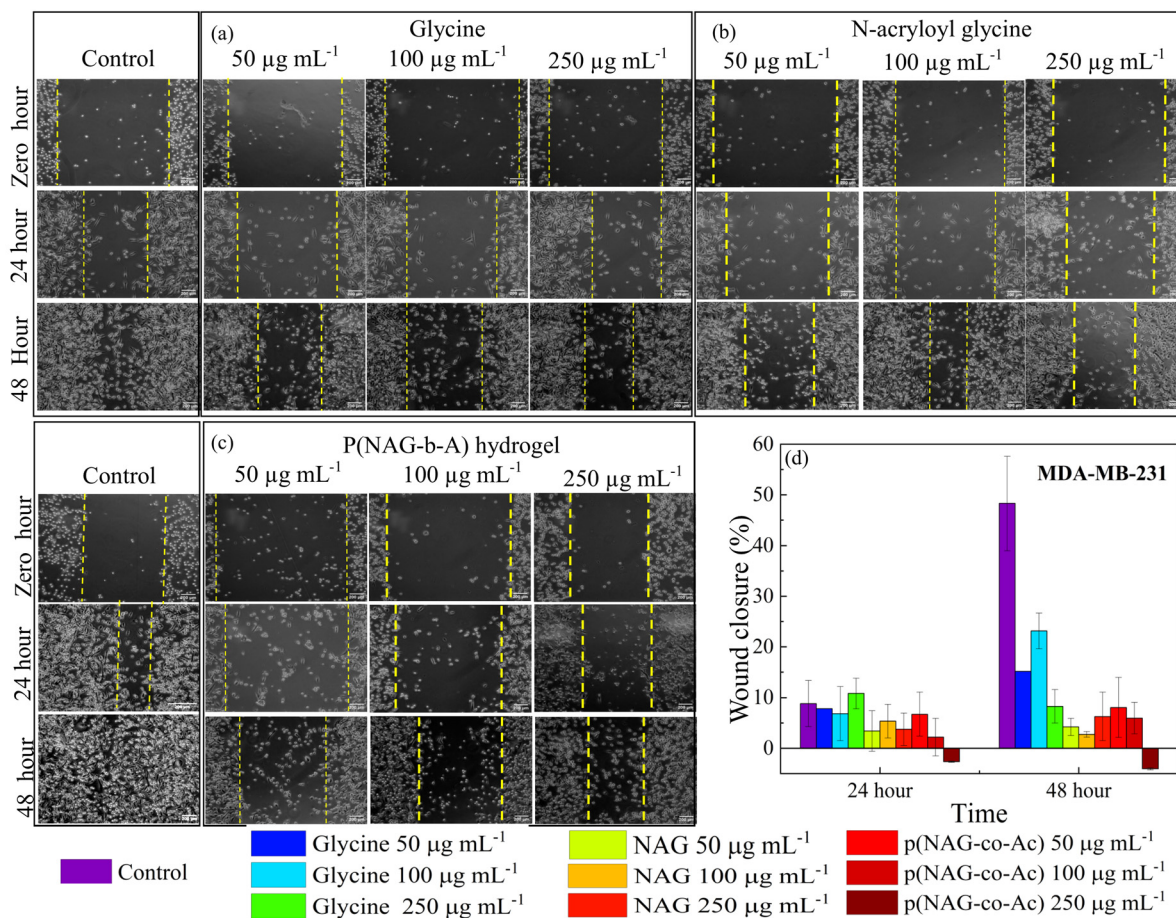 (a) Glycine
Control 50 µg mL⁻¹ 100 µg mL⁻¹ 250 µg mL⁻¹
(b) N-acryloyl glycine
50 µg mL⁻¹ 100 µg mL⁻¹ 250 µg mL⁻¹
Zero hour
24 hour
48 Hour
(c) P(NAG-b-A) hydrogel
Control 50 µg mL⁻¹ 100 µg mL⁻¹ 250 µg mL⁻¹
Zero hour
24 hour
48 hour
(d) MDA-MB-231
Wound closure (%)
60
50
40
30
20
10
0
24 hour 48 hour
Time
Control
Glycine 50 µg mL⁻¹
Glycine 100 µg mL⁻¹
Glycine 250 µg mL⁻¹
NAG 50 µg mL⁻¹
NAG 100 µg mL⁻¹
NAG 250 µg mL⁻¹
p(NAG-co-Ac) 50 µg mL⁻¹
p(NAG-co-Ac) 100 µg mL⁻¹
p(NAG-co-Ac) 250 µg mL⁻¹